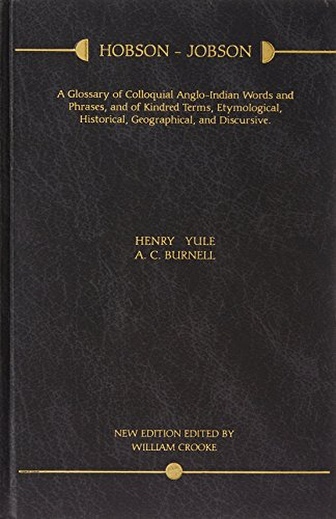 HOBSON - JOBSON
A Glossary of Colloquial Anglo-Indian Words and
Phrases, and of Kindred Terms, Etymological,
Historical, Geographical, and Discursive.
HENRY YULE
A. C. BURNELL
NEW EDITION EDITED BY
WILLIAM CROOKE